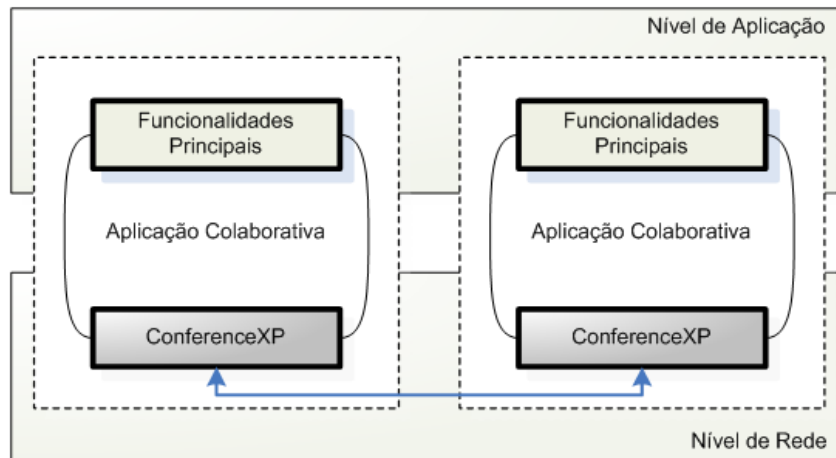 Nível de Aplicação
Funcionalidades
Principais
Funcionalidades
Principais
Aplicação Colaborativa
Aplicação Colaborativa
ConferenceXP
ConferenceXP
Nível de Rede